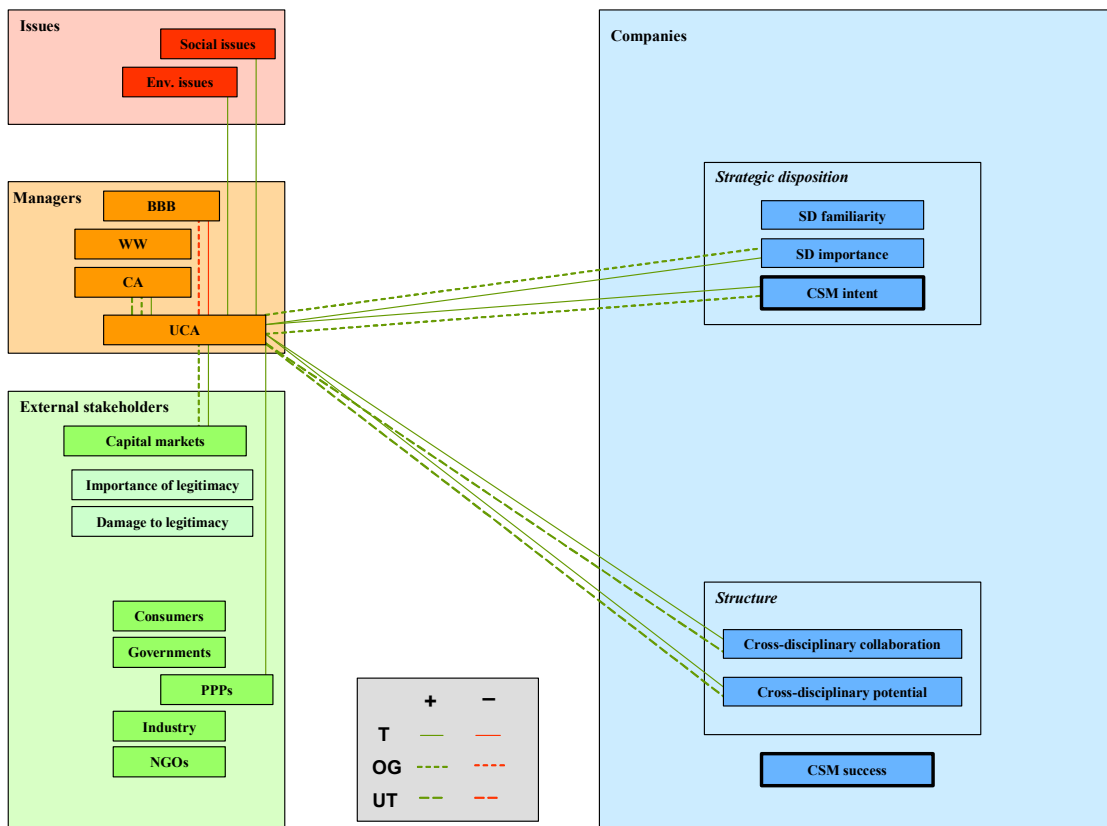 Issues
Social issues
Env. issues
Managers
BBB
WW
CA
UCA
External stakeholders
Capital markets
Importance of legitimacy
Damage to legitimacy
Consumers
Governments
PPPs
Industry
NGOs
+ −
T
OG
UT
Companies
Strategic disposition
SD familiarity
SD importance
CSM intent
Structure
Cross-disciplinary collaboration
Cross-disciplinary potential
CSM success